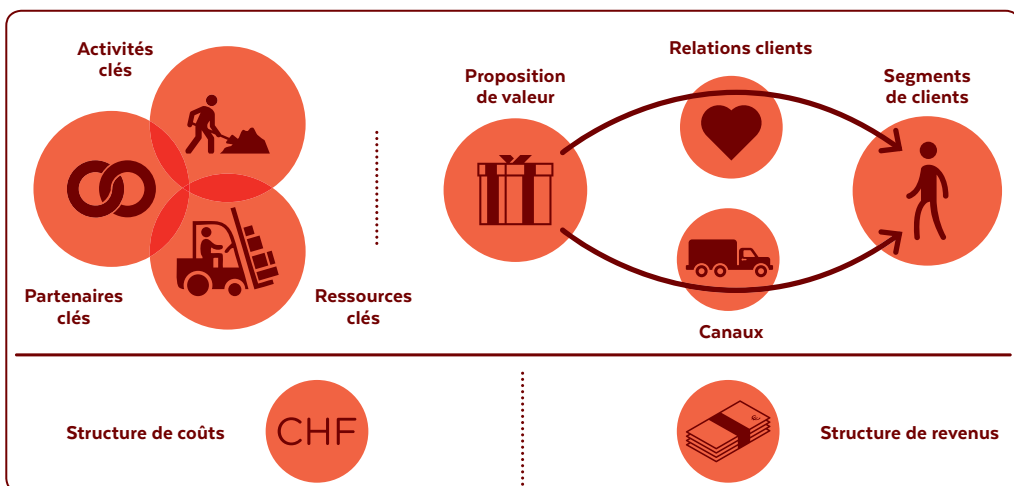 Activités
clés
Partenaires
clés
Ressources
clés
Proposition
de valeur
Relations clients
Canaux
Segments
de clients
Structure de coûts
CHF
Structure de revenus